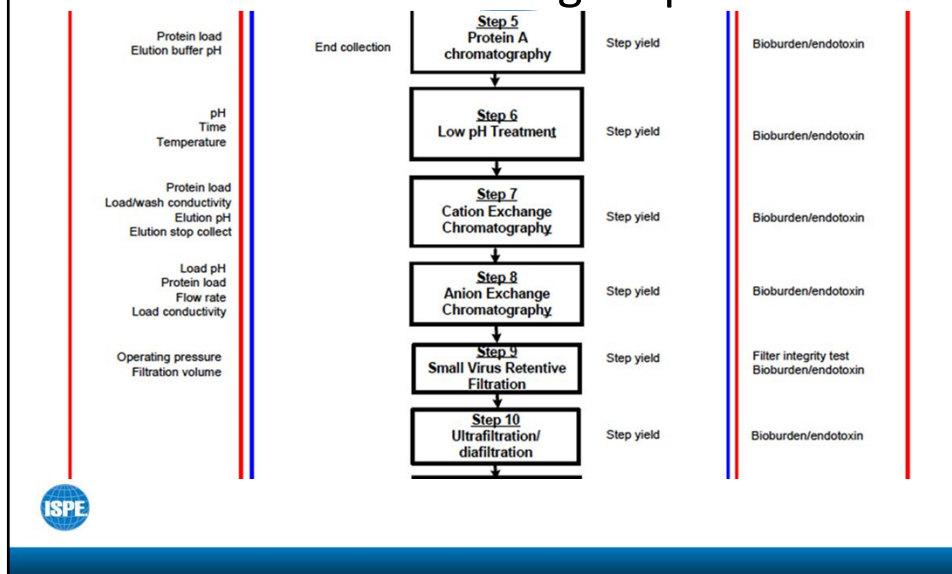 Step 5
Protein load
Elution buffer pH
End collection
Protein A
chromatography
Step yield
Bioburden/endotoxin
pH
Time
Temperature
Step 6
Low pH Treatment
Step yield
Bioburden/endotoxin
Protein load
Load/wash conductivity
Elution pH
Elution stop collect
Step 7
Cation Exchange
Chromatography
Step yield
Bioburden/endotoxin
Load pH
Protein load
Flow rate
Load conductivity
Step 8
Anion Exchange
Chromatography
Step yield
Bioburden/endotoxin
Operating pressure
Filtration volume
Step 9
Small Virus Retentive
Filtration
Step yield
Filter integrity test
Bioburden/endotoxin
Step 10
Ultrafiltration/
diafiltration
Step yield
Bioburden/endotoxin
ISPE